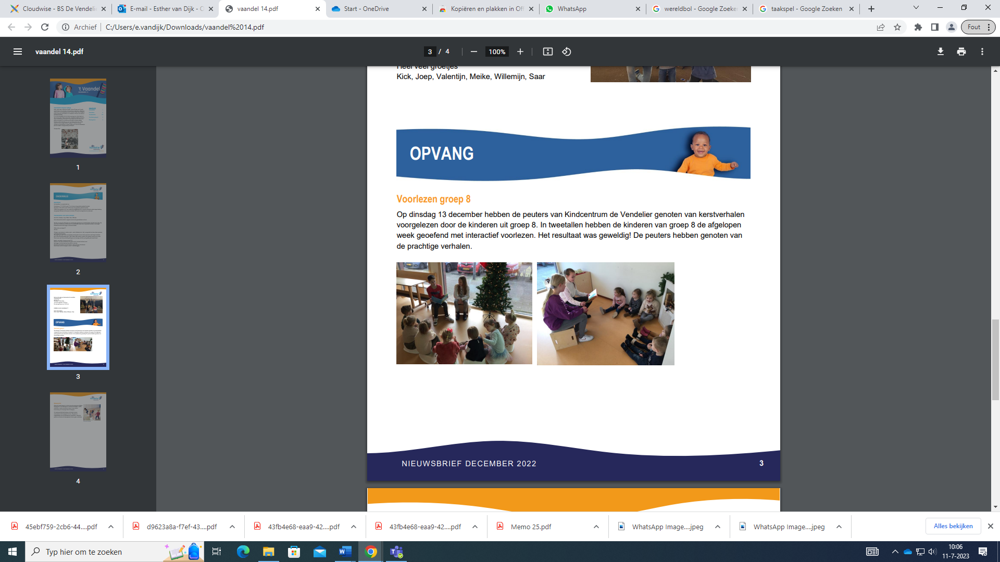 Cloudwise - BS De Vendelie
E-mail - Esther van Dijk - O
vaandel 14.pdf
Start - OneDrive
Kopiëren en plakken in Off
WhatsApp
wereldbol - Google Zoeken
taakspel - Google Zoeken
Archief
C:/Users/e.vandijk/Downloads/vaandel%2014.pdf
Fout
vaandel 14.pdf
3 / 4
100%
Heel veel groetjes
Kick, Joep, Valentijn, Meike, Willemijn, Saar
't Vaandel
1
2
OPVANG
3
4
OPVANG
Voorlezen groep 8
Op dinsdag 13 december hebben de peuters van Kindcentrum de Vendelier genoten van kerstverhalen
voorgelezen door de kinderen uit groep 8. In tweetallen hebben de kinderen van groep 8 de afgelopen
week geoefend met interactief voorlezen. Het resultaat was geweldig! De peuters hebben genoten van
de prachtige verhalen.
NIEUWSBRIEF DECEMBER 2022
3
45ebf759-2cb6-44....pdf
d9623a8a-f7ef-43....pdf
43fb4e68-eaa9-42....pdf
43fb4e68-eaa9-42....pdf
Memo 25.pdf
WhatsApp Image....jpeg
WhatsApp Image....jpeg
Alles bekijken
Typ hier om te zoeken
10:06
11-7-2023